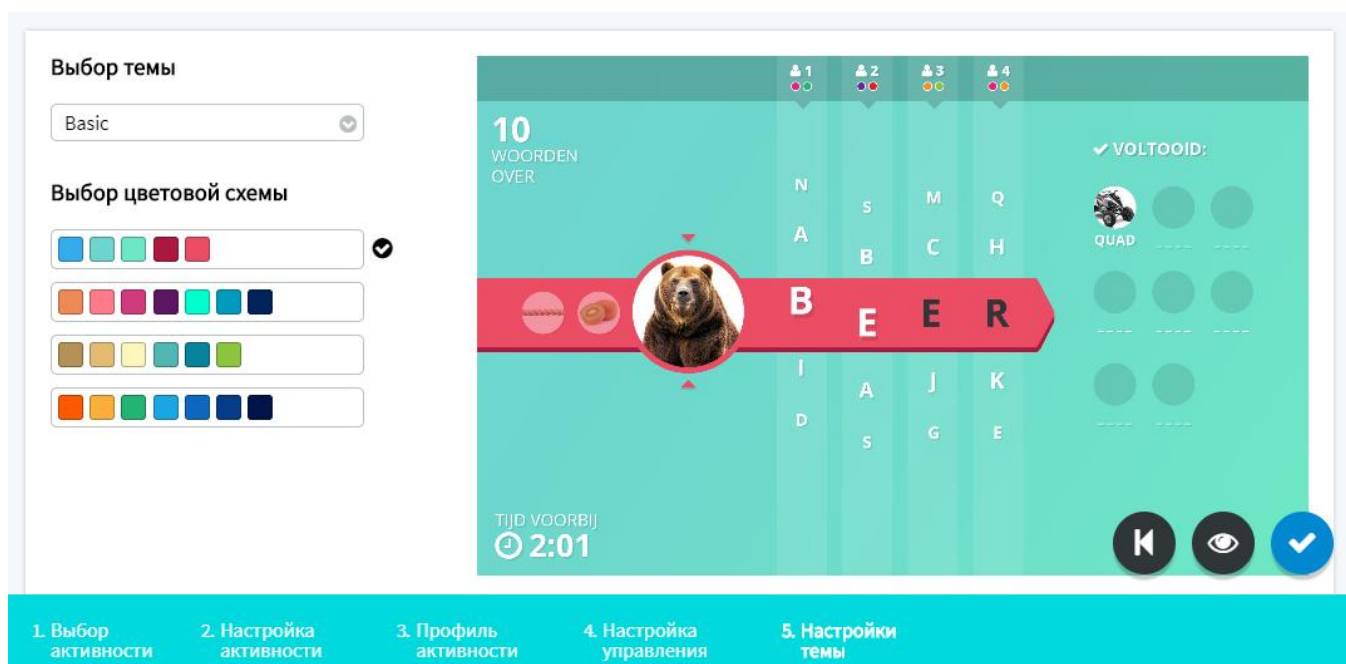 Выбор темы
Basic
Выбор цветовой схемы
1 2 3 4
10
WOORDEN
OVER
VOLTOOID:
N S M Q
A B C H
QUAD
B E E R
I A J K
D S G E
TIJD VOORBIJ
2:01
1. Выбор активности
2. Настройка активности
3. Профиль активности
4. Настройка управления
5. Настройки темы